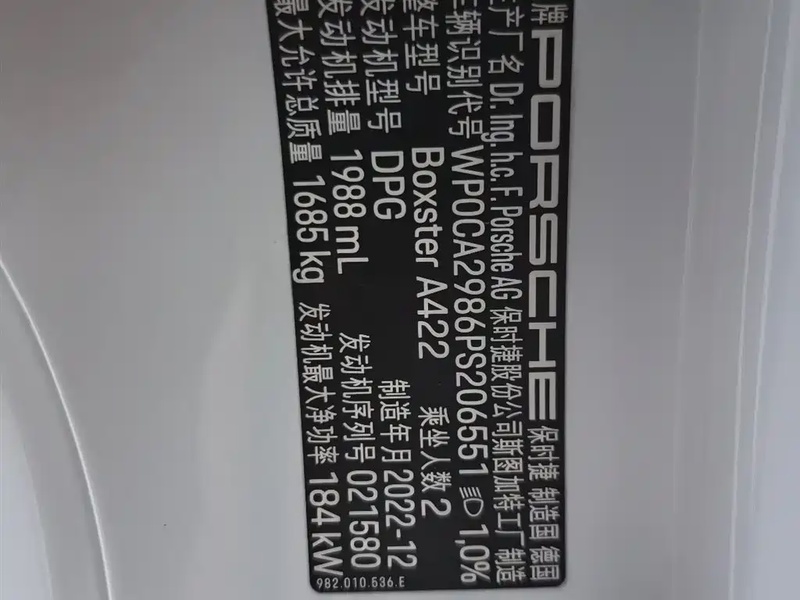 牌 PORSCHE 保时捷 制造国 德国
产厂名 Dr. Ing. h.c. F. Porsche AG 保时捷股份公司斯图加特工厂制造
车辆识别代号 WP0CA2986PS206551 1,0%
整车型号 Boxster A422 乘坐人数 2
发动机型号 DPG 制造年月 2022-12
发动机排量 1988 mL 发动机序列号 021580
最大允许总质量 1685 kg 发动机最大净功率 184 kW
982.010.536.E